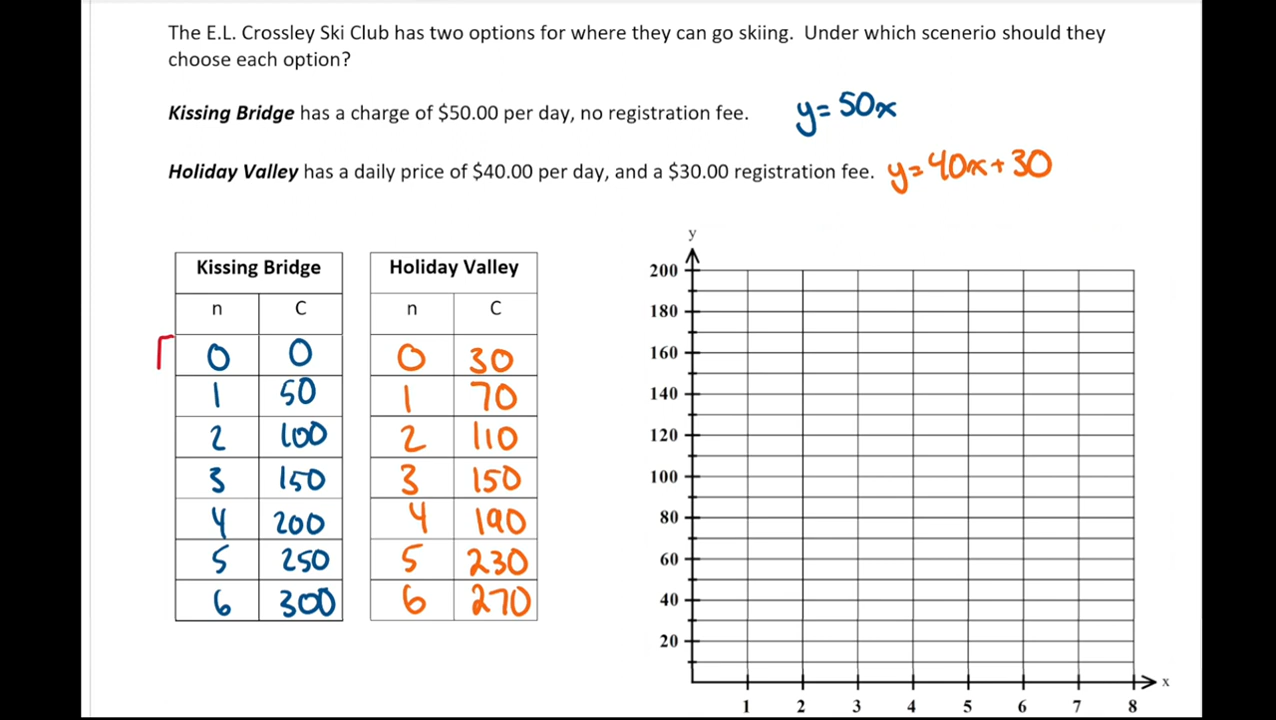 The E.L. Crossley Ski Club has two options for where they can go skiing.  Under which scenerio should they
choose each option?
Kissing Bridge has a charge of $50.00 per day, no registration fee.
y=50x
Holiday Valley has a daily price of $40.00 per day, and a $30.00 registration fee.
y=40x+30
Kissing Bridge
n C
0 0
1 50
2 100
3 150
4 200
5 250
6 300
Holiday Valley
n C
0 30
1 70
2 110
3 150
4 190
5 230
6 270
y
200
180
160
140
120
100
80
60
40
20
x
1 2 3 4 5 6 7 8